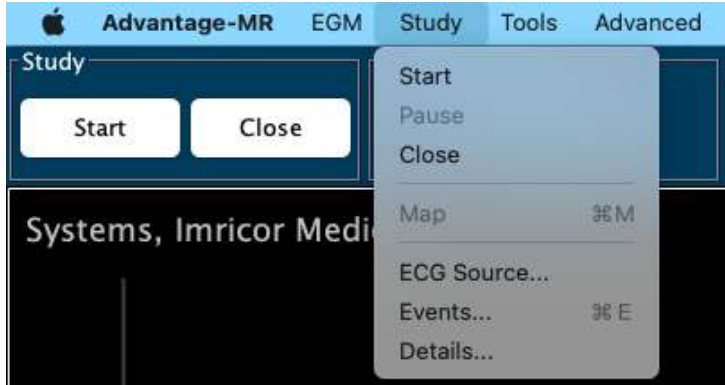 Advantage-MR EGM Study Tools Advanced
Study
Start Close
Start
Pause
Close
Map ⌘M
ECG Source...
Events... ⌘E
Details...
Systems, Imricor Medi